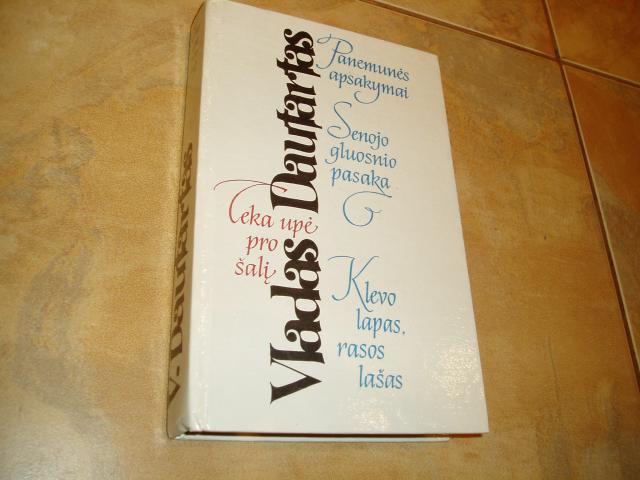 Vladas Dautartas
Teka upė
pro
šalį
Panemunės
apsakymai
Senojo
gluosnio
pasaka
Klevo
lapas,
rasos
lašas
V. Dautartas